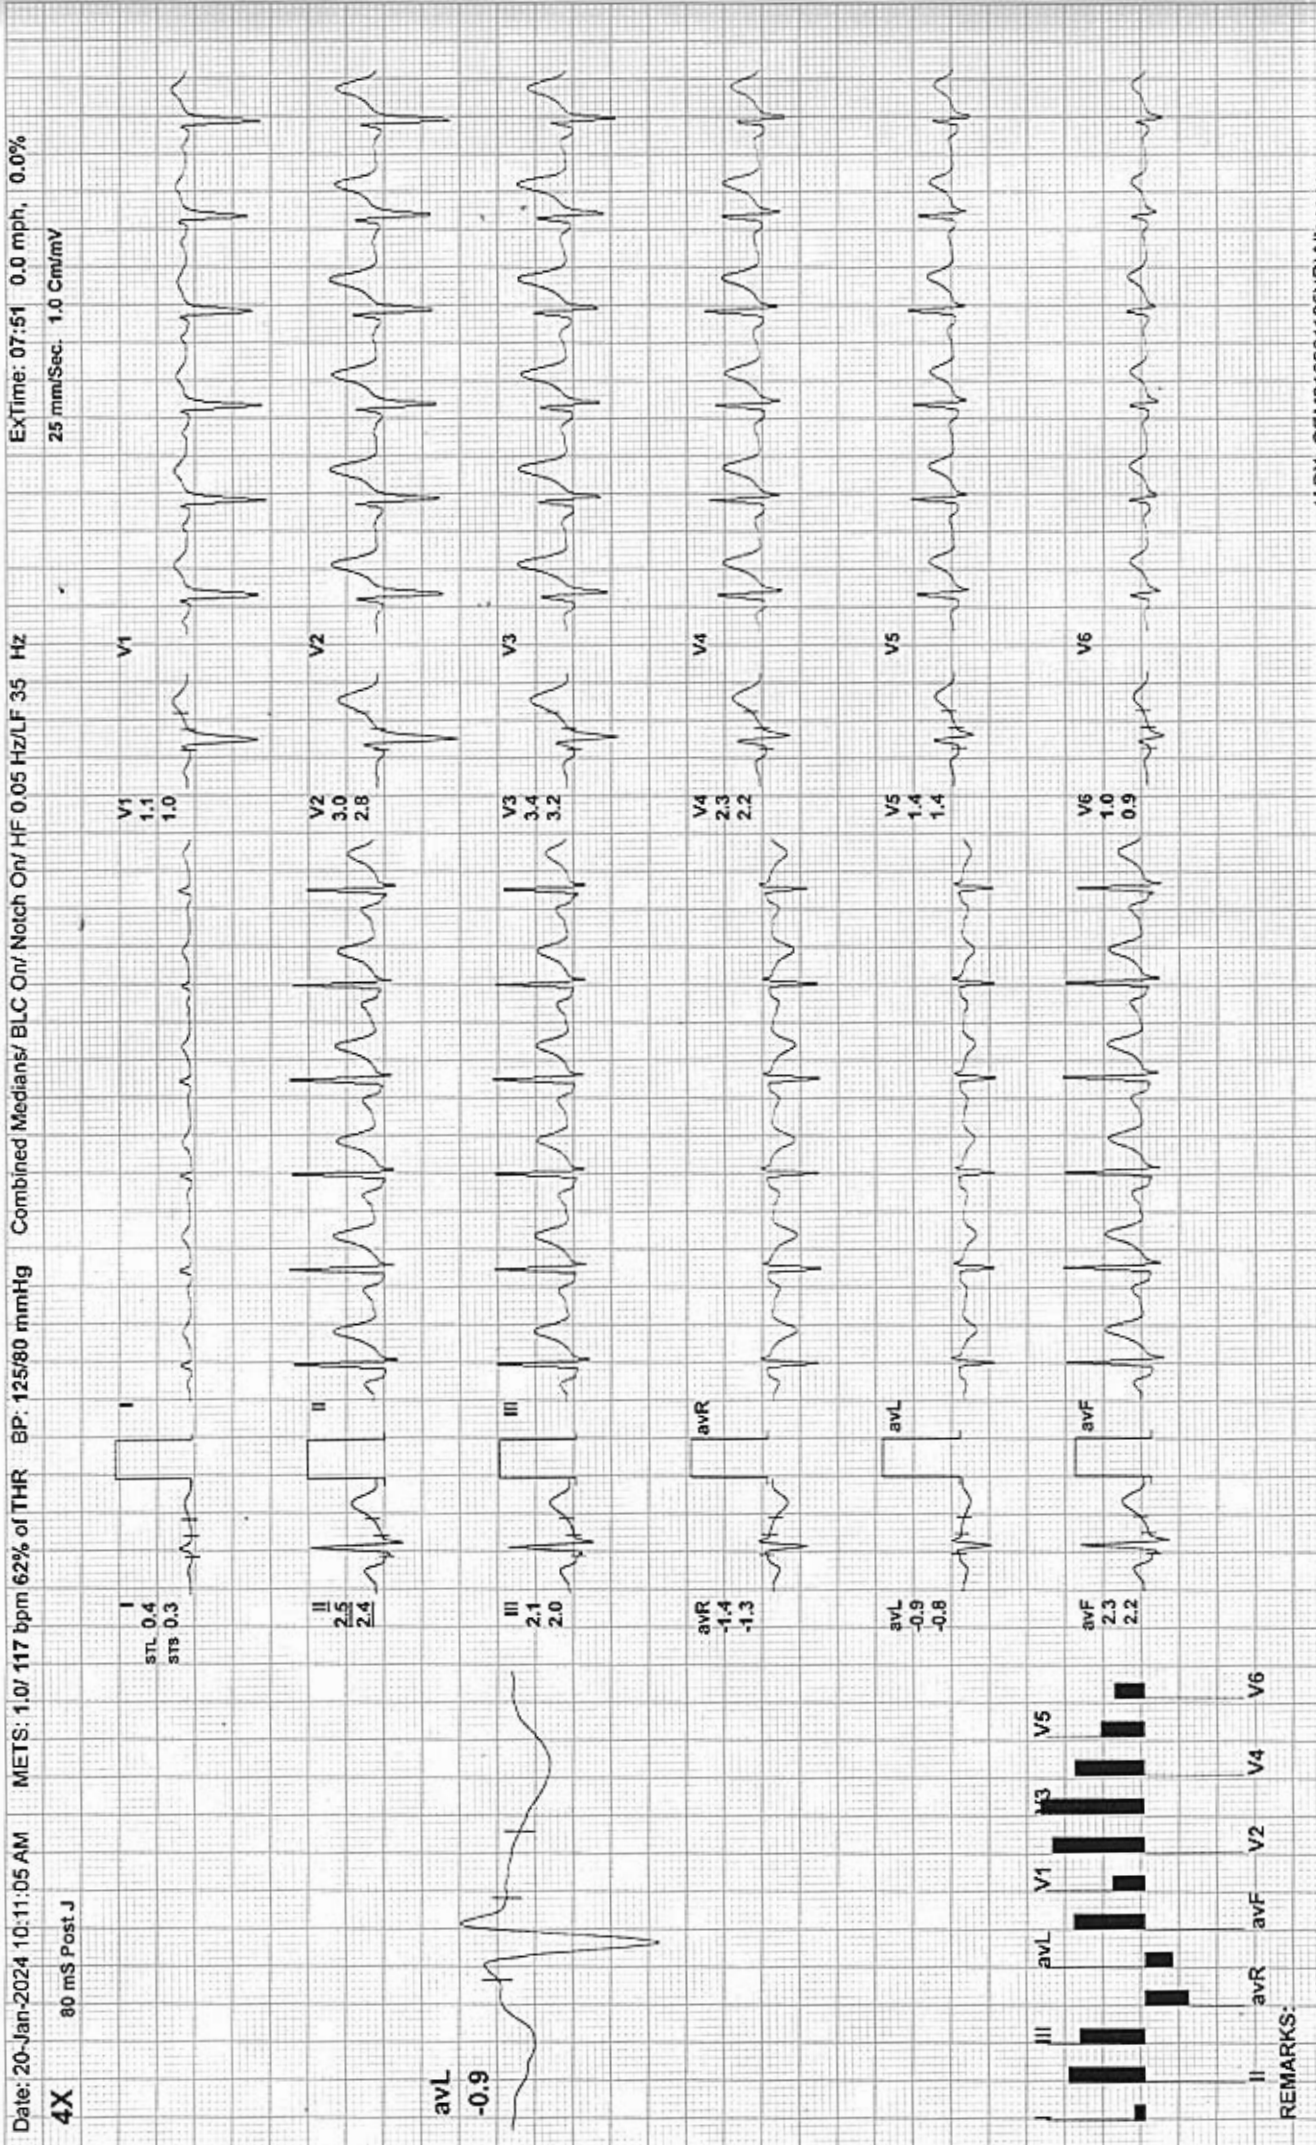 Date: 20-Jan-2024 10:11:05 AM METS: 1.0/ 117 bpm 62% of THR BP: 125/80 mmHg Combined Medians/ BLC On/ Notch On/ HF 0.05 Hz/LF 35 Hz ExTime: 07:51 0.0 mph, 0.0%
4X 80 mS Post J 25 mm/Sec. 1.0 Cm/mV
I
STL 0.4
STS 0.3
I
V1
1.1
1.0
V1
II
2.5
2.4
II
V2
3.0
2.8
V2
avL
-0.9
III
2.1
2.0
III
V3
3.4
3.2
V3
avR
-1.4
-1.3
avR
V4
2.3
2.2
V4
avL
-0.9
-0.8
avL
V5
1.4
1.4
V5
avF
2.3
2.2
avF
V6
1.0
0.9
V6
I III avL V1 V3 V5
II avR avF V2 V4 V6
REMARKS: